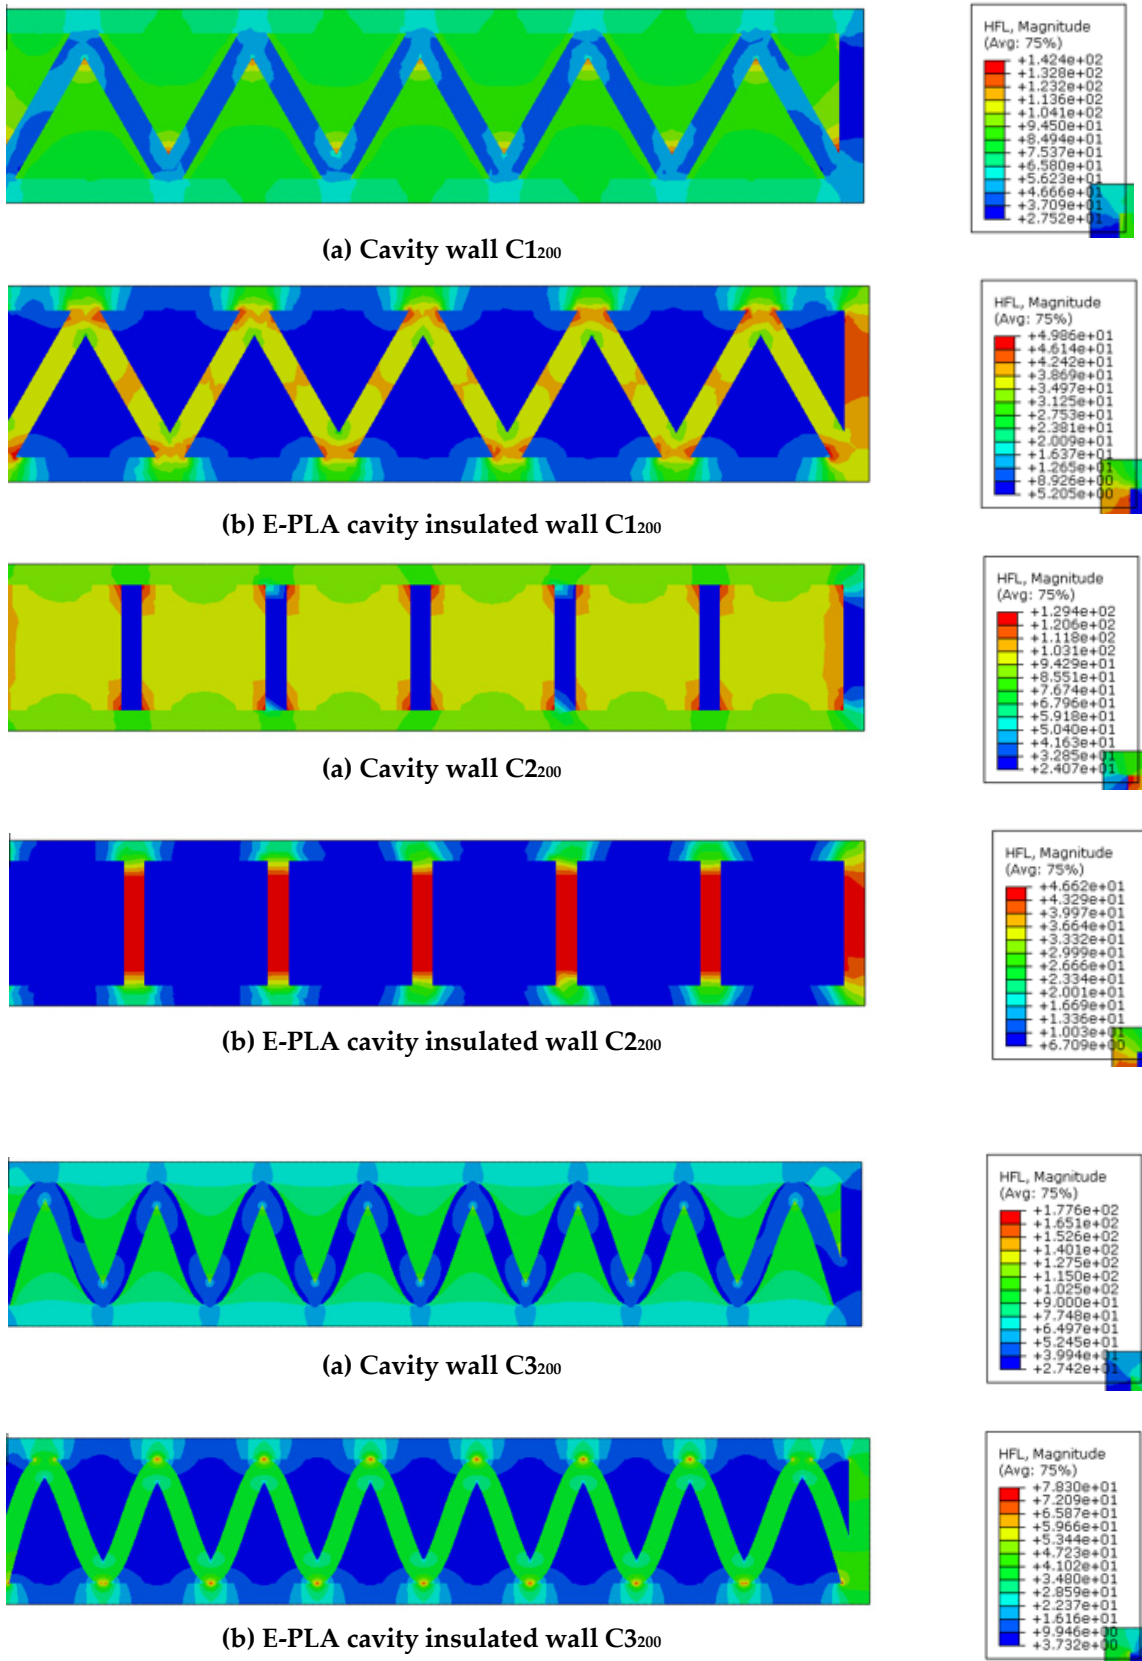 HFL, Magnitude
(Avg: 75%)
+1.424e+02
+1.328e+02
+1.232e+02
+1.136e+02
+1.041e+02
+9.450e+01
+8.494e+01
+7.537e+01
+6.580e+01
+5.623e+01
+4.666e+01
+3.709e+01
+2.752e+01
(a) Cavity wall C1200
HFL, Magnitude
(Avg: 75%)
+4.986e+01
+4.614e+01
+4.242e+01
+3.869e+01
+3.497e+01
+3.125e+01
+2.753e+01
+2.381e+01
+2.009e+01
+1.637e+01
+1.265e+01
+8.926e+00
+5.205e+00
(b) E-PLA cavity insulated wall C1200
HFL, Magnitude
(Avg: 75%)
+1.294e+02
+1.206e+02
+1.118e+02
+1.031e+02
+9.429e+01
+8.551e+01
+7.674e+01
+6.796e+01
+5.918e+01
+5.040e+01
+4.163e+01
+3.285e+01
+2.407e+01
(a) Cavity wall C2200
HFL, Magnitude
(Avg: 75%)
+4.662e+01
+4.329e+01
+3.997e+01
+3.664e+01
+3.332e+01
+2.999e+01
+2.666e+01
+2.334e+01
+2.001e+01
+1.669e+01
+1.336e+01
+1.003e+01
+6.709e+00
(b) E-PLA cavity insulated wall C2200
HFL, Magnitude
(Avg: 75%)
+1.776e+02
+1.651e+02
+1.526e+02
+1.401e+02
+1.275e+02
+1.150e+02
+1.025e+02
+9.000e+01
+7.748e+01
+6.497e+01
+5.245e+01
+3.994e+01
+2.742e+01
(a) Cavity wall C3200
HFL, Magnitude
(Avg: 75%)
+7.830e+01
+7.209e+01
+6.587e+01
+5.966e+01
+5.344e+01
+4.723e+01
+4.102e+01
+3.480e+01
+2.859e+01
+2.237e+01
+1.616e+01
+9.946e+00
+3.732e+00
(b) E-PLA cavity insulated wall C3200